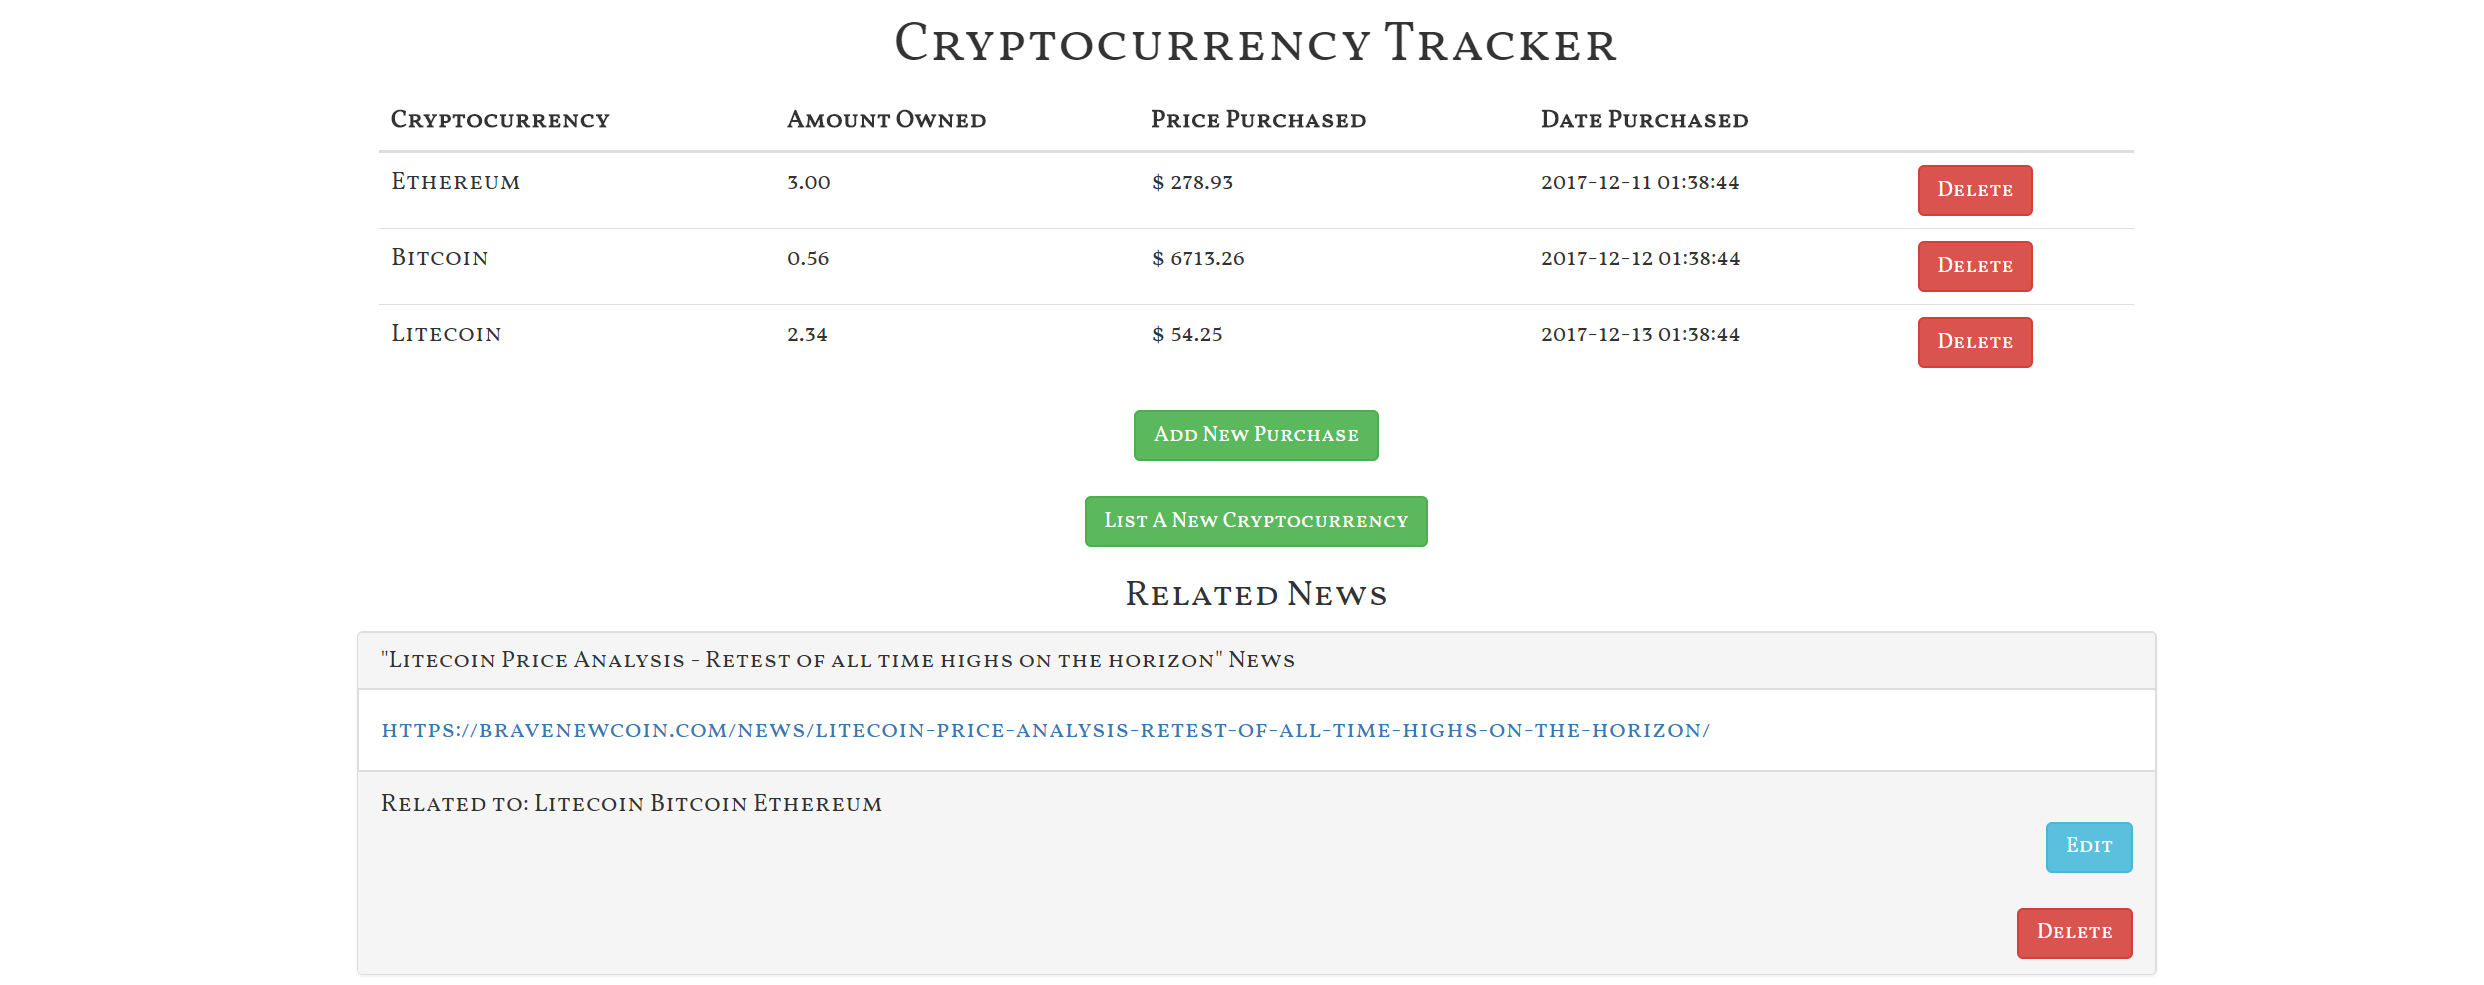 Cryptocurrency Tracker
Cryptocurrency Amount Owned Price Purchased Date Purchased
Ethereum 3.00 $ 278.93 2017-12-11 01:38:44 Delete
Bitcoin 0.56 $ 6713.26 2017-12-12 01:38:44 Delete
Litecoin 2.34 $ 54.25 2017-12-13 01:38:44 Delete
Add New Purchase
List A New Cryptocurrency
Related News
"Litecoin Price Analysis - Retest of all time highs on the horizon" News
https://bravenewcoin.com/news/litecoin-price-analysis-retest-of-all-time-highs-on-the-horizon/
Related to: Litecoin Bitcoin Ethereum
Edit
Delete